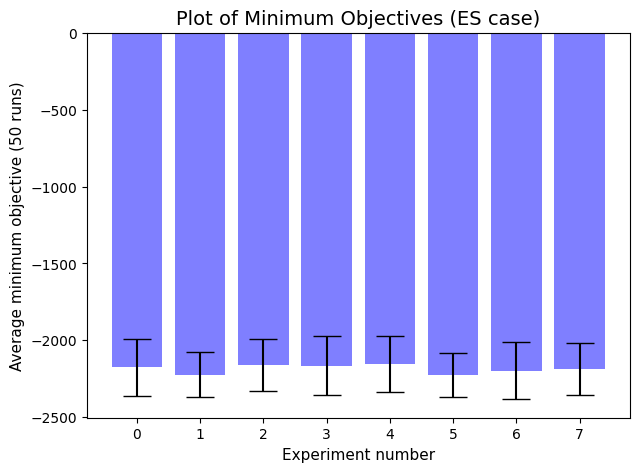 Plot of Minimum Objectives (ES case)
0
−500
−1000
−1500
−2000
−2500
Average minimum objective (50 runs)
0 1 2 3 4 5 6 7
Experiment number